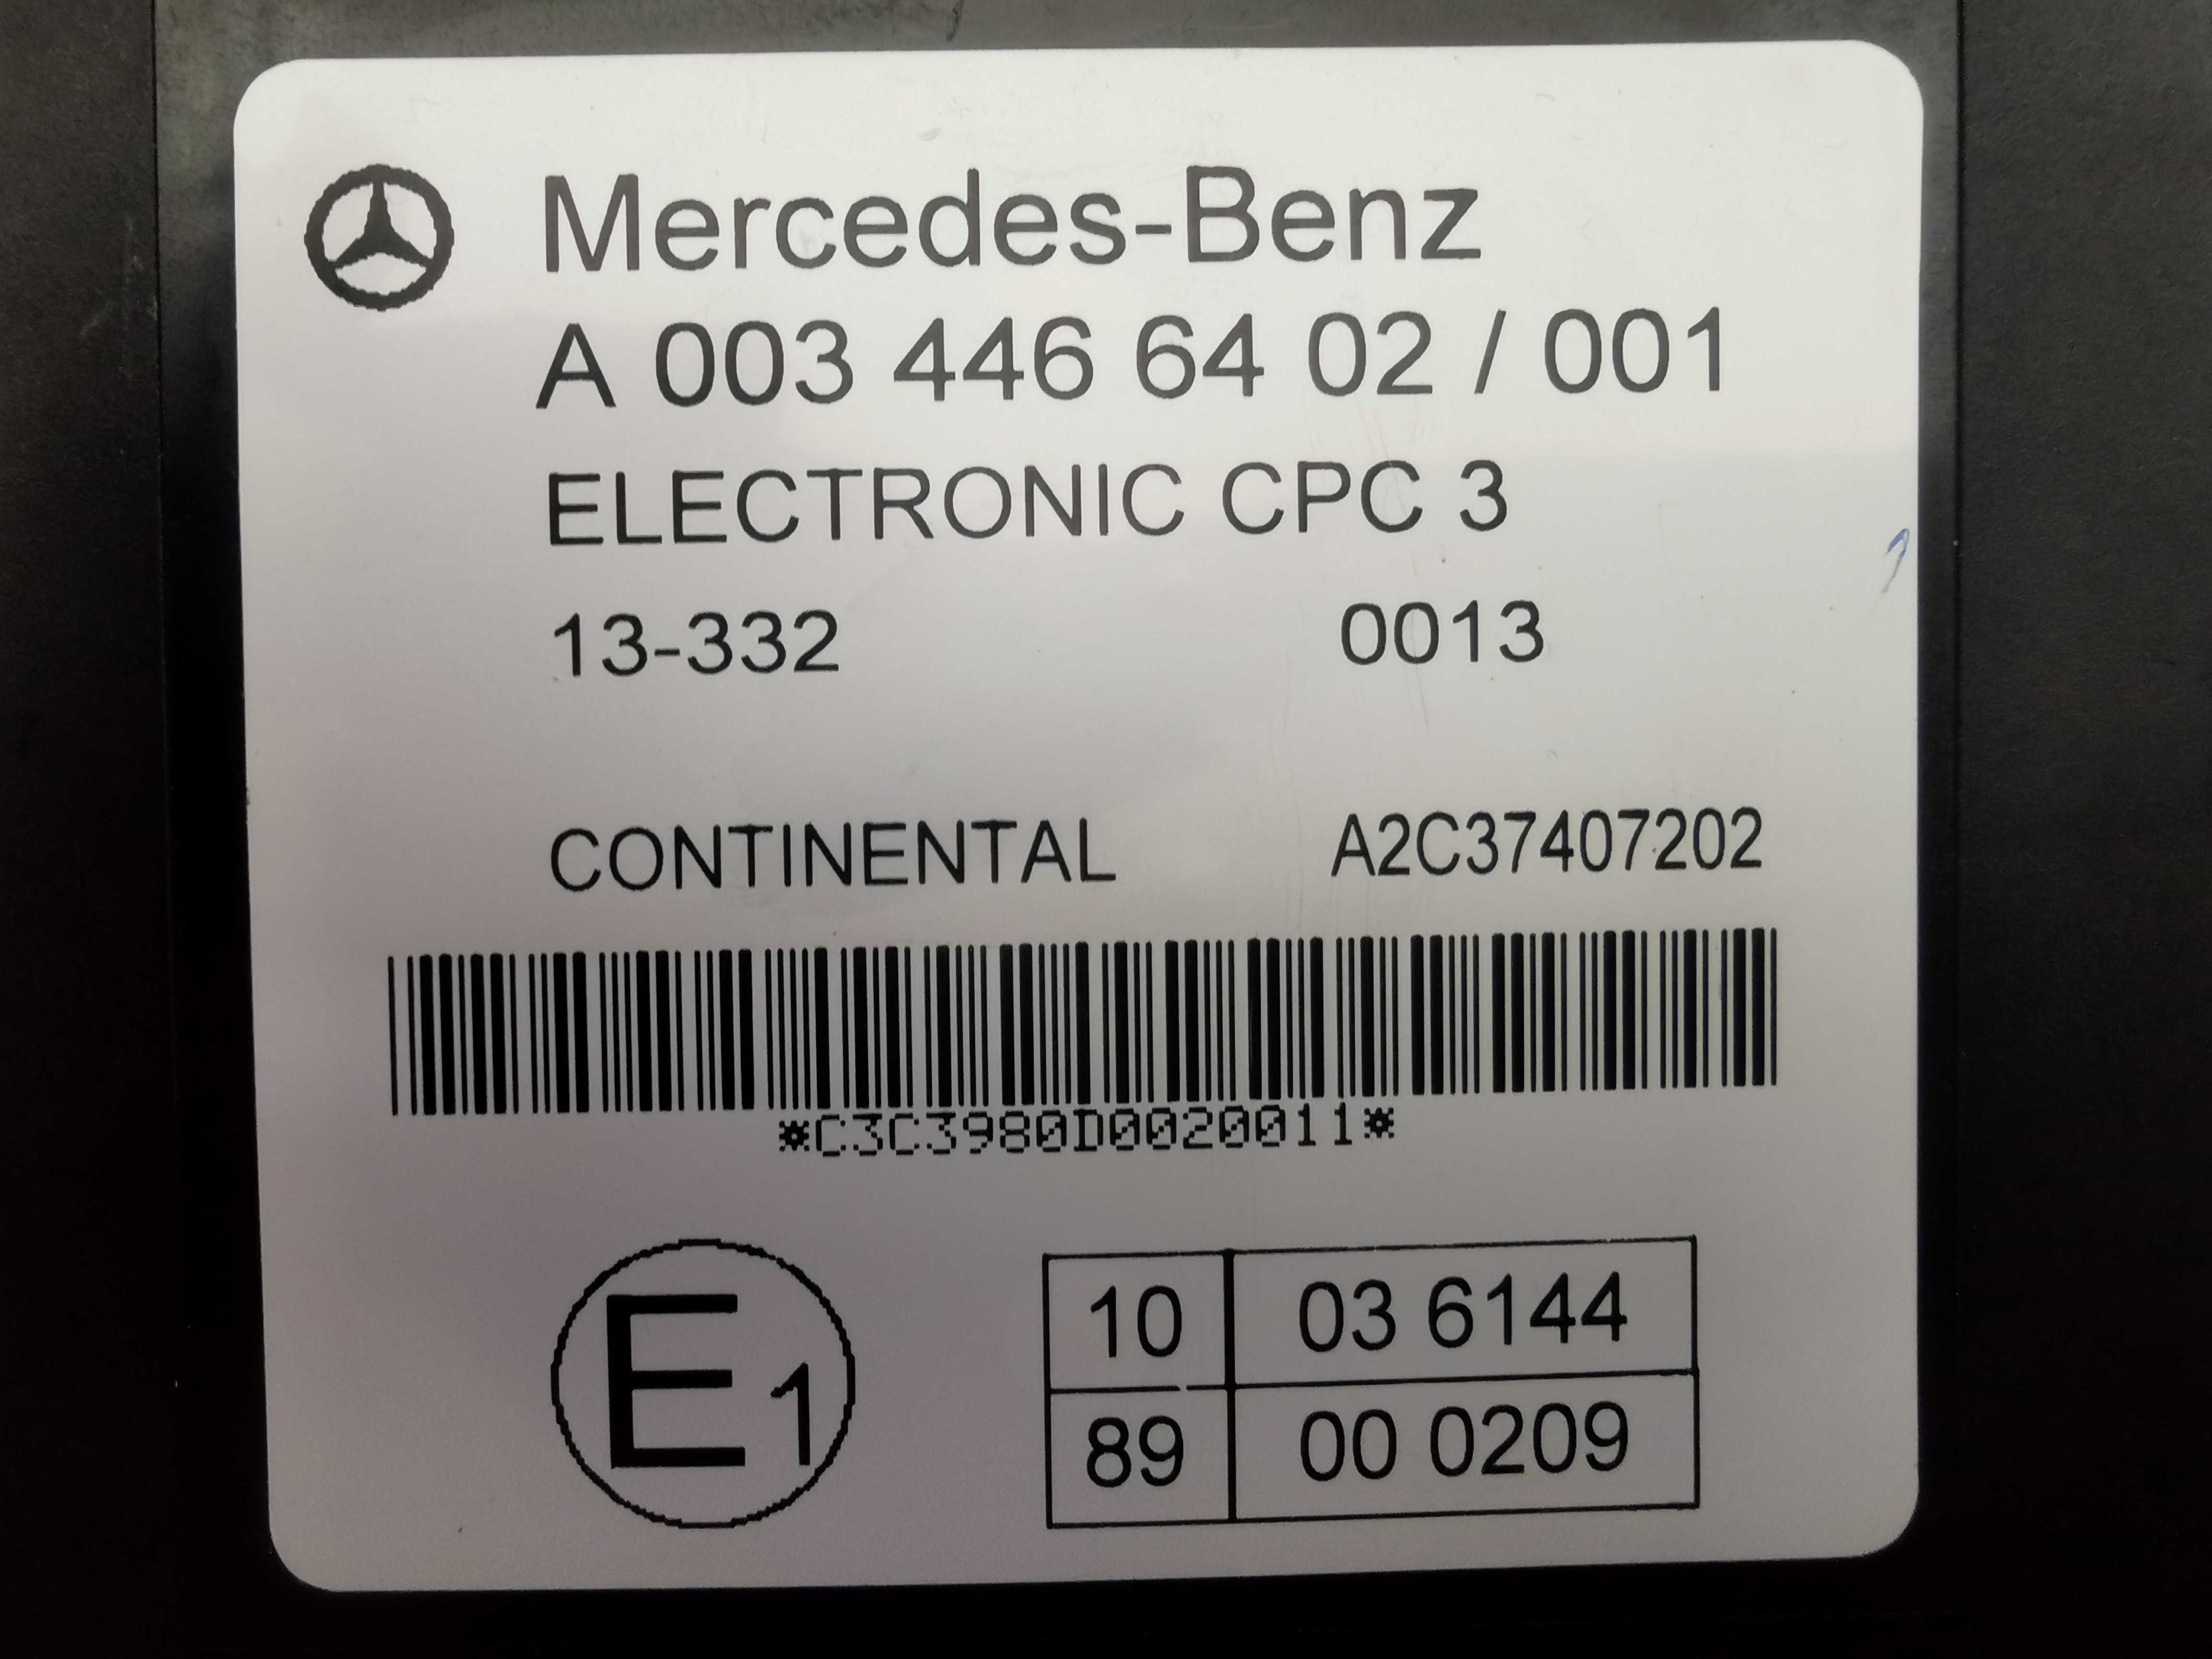 Mercedes-Benz
A 003 446 64 02 / 001
ELECTRONIC CPC 3
13-332 0013
CONTINENTAL A2C37407202
*C3C3980D0020011*
E1
10 03 6144
89 00 0209